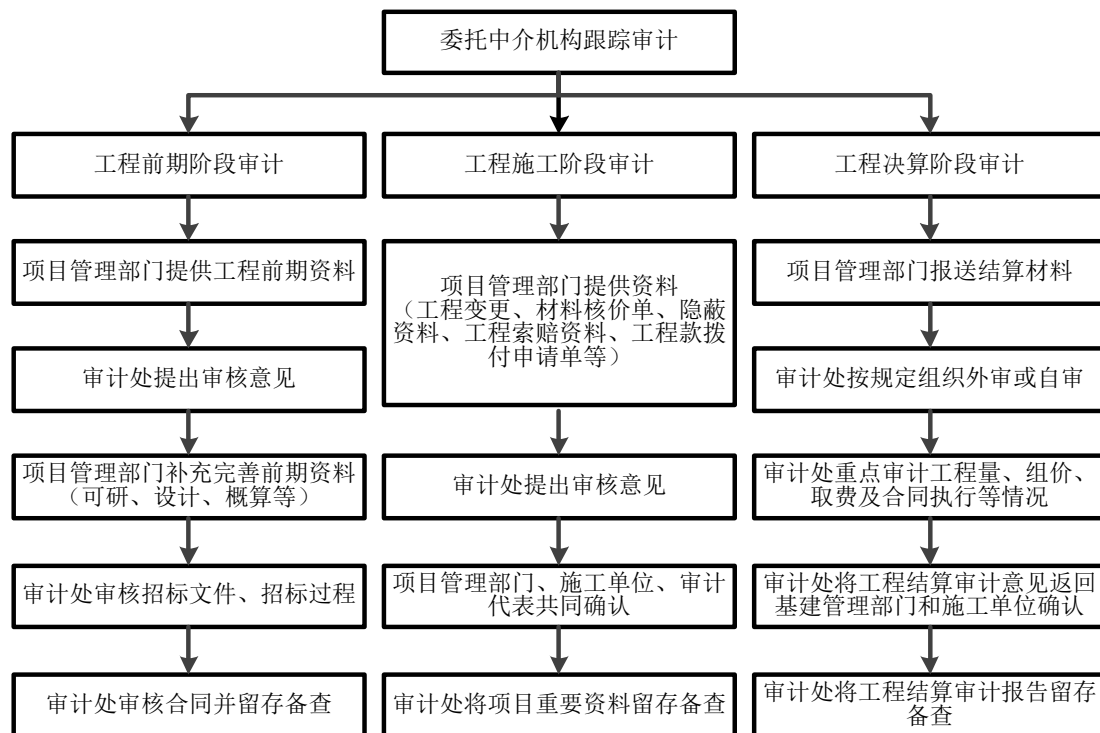 委托中介机构跟踪审计
工程前期阶段审计
工程施工阶段审计
工程决算阶段审计
项目管理部门提供工程前期资料
项目管理部门提供资料
（工程变更、材料核价单、隐蔽
资料、工程索赔资料、工程款拨
付申请单等）
项目管理部门报送结算材料
审计处提出审核意见
审计处按规定组织外审或自审
项目管理部门补充完善前期资料
（可研、设计、概算等）
审计处提出审核意见
审计处重点审计工程量、组价、
取费及合同执行等情况
审计处审核招标文件、招标过程
项目管理部门、施工单位、审计
代表共同确认
审计处将工程结算审计意见返回
基建管理部门和施工单位确认
审计处审核合同并留存备查
审计处将项目重要资料留存备查
审计处将工程结算审计报告留存
备查